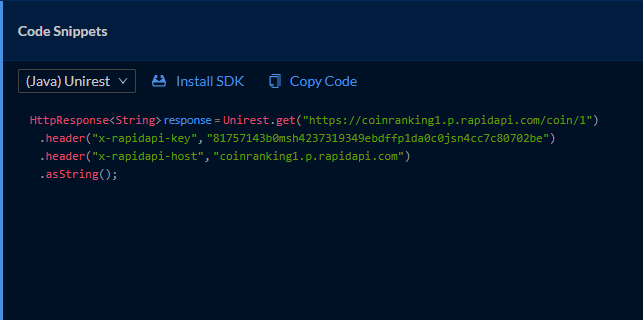 Code Snippets
(Java) Unirest Install SDK Copy Code
HttpResponse<String> response = Unirest.get("https://coinranking1.p.rapidapi.com/coin/1")
.header("x-rapidapi-key","81757143b0msh4237319349ebdffp1da0c0jsn4cc7c80702be")
.header("x-rapidapi-host","coinranking1.p.rapidapi.com")
.asString();